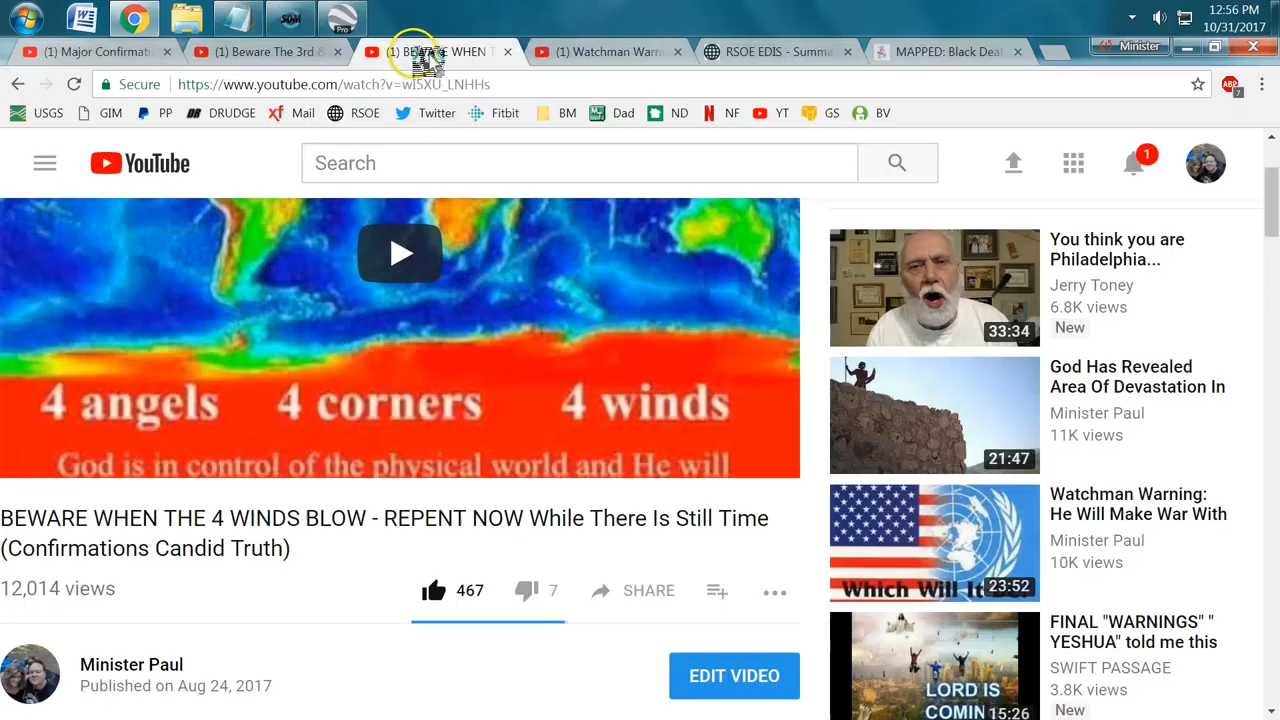 12:56 PM
10/31/2017
Pro
(1) Major Confirmati
(1) Beware The 3rd &
(1) BEWARE WHEN T
(1) Watchman Warn
RSOE EDIS - Summa
MAPPED: Black Deat
Minister
Secure
https://www.youtube.com/watch?v=wI5XU_LNHHs
ABP
7
USGS
GIM
PP
DR DRUDGE
xf Mail
RSOE
Twitter
Fitbit
BM
Dad
ND
NF
YT
GS
BV
YouTube
Search
1
4 angels 4 corners 4 winds
God is in control of the physical world and He will
BEWARE WHEN THE 4 WINDS BLOW - REPENT NOW While There Is Still Time
(Confirmations Candid Truth)
12,014 views
467
7
SHARE
Minister Paul
Published on Aug 24, 2017
EDIT VIDEO
33:34
You think you are
Philadelphia...
Jerry Toney
6.8K views
New
21:47
God Has Revealed
Area Of Devastation In
Minister Paul
11K views
Which Will It
23:52
Watchman Warning:
He Will Make War With
Minister Paul
10K views
LORD IS
COMIN
15:26
FINAL "WARNINGS" "
YESHUA" told me this
SWIFT PASSAGE
3.8K views
New